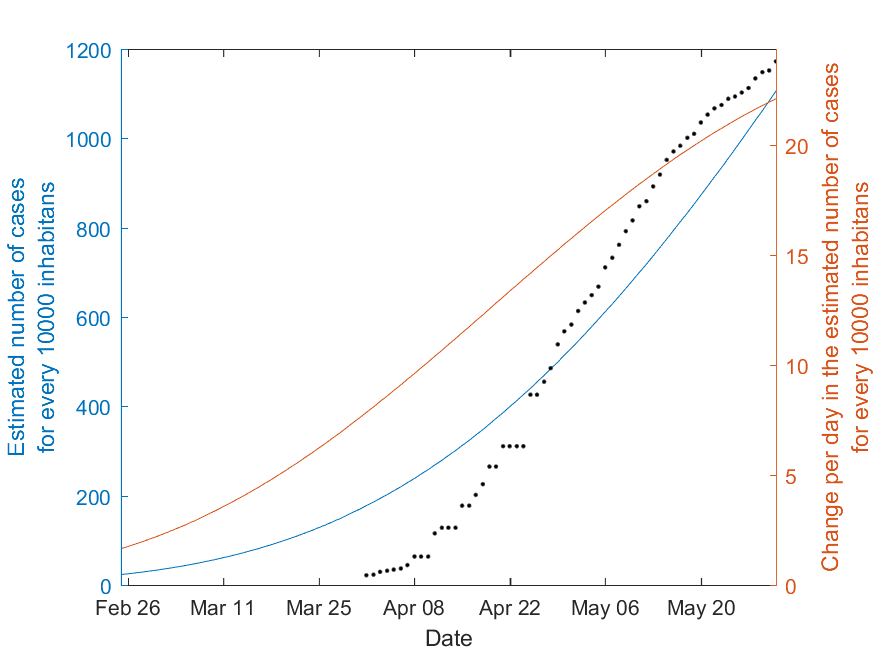 Estimated number of cases
for every 10000 inhabitans
1200
1000
800
600
400
200
0
Feb 26
Mar 11
Mar 25
Apr 08
Apr 22
May 06
May 20
Date
20
15
10
5
0
Change per day in the estimated number of cases
for every 10000 inhabitans